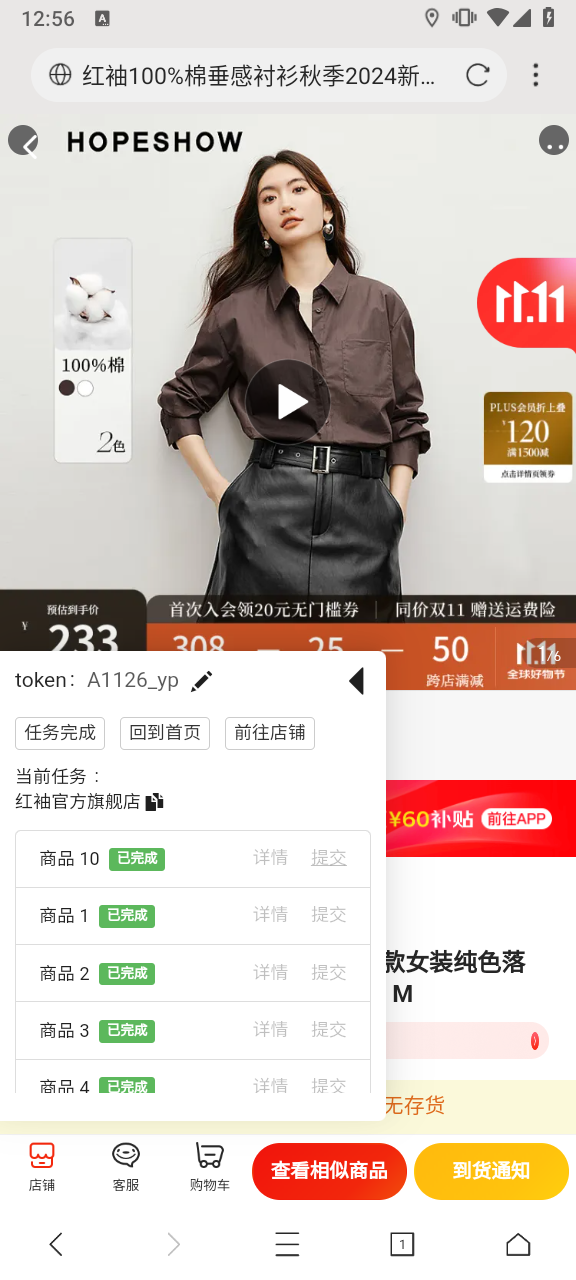 12:56
A
红袖100%棉垂感衬衫秋季2024新...
HOPESHOW
11.11
100%棉
2色
PLUS会员折上叠
¥120
满1500减
点击详情页领券
预估到手价
首次入会领20元无门槛券 | 同价双11 赠送运费险
¥ 233
308 — 25 — 50
跨店满减
11.11
全球好物节
1/6
token： A1126_yp
任务完成 回到首页 前往店铺
当前任务：
红袖官方旗舰店
¥60补贴 前往APP
商品 10 已完成 详情 提交
商品 1 已完成 详情 提交
商品 2 已完成 详情 提交
款女装纯色落
M
商品 3 已完成 详情 提交
商品 4 已完成 详情 提交
无存货
店铺 客服 购物车 查看相似商品 到货通知
1